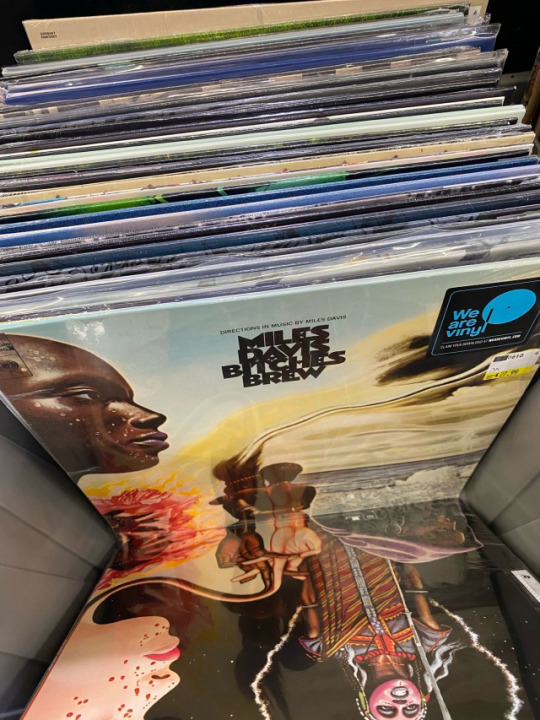 DIRECTIONS IN MUSIC BY MILES DAVIS
MILES
DAVIS
BITCHES
BREW
We
are
vinyl